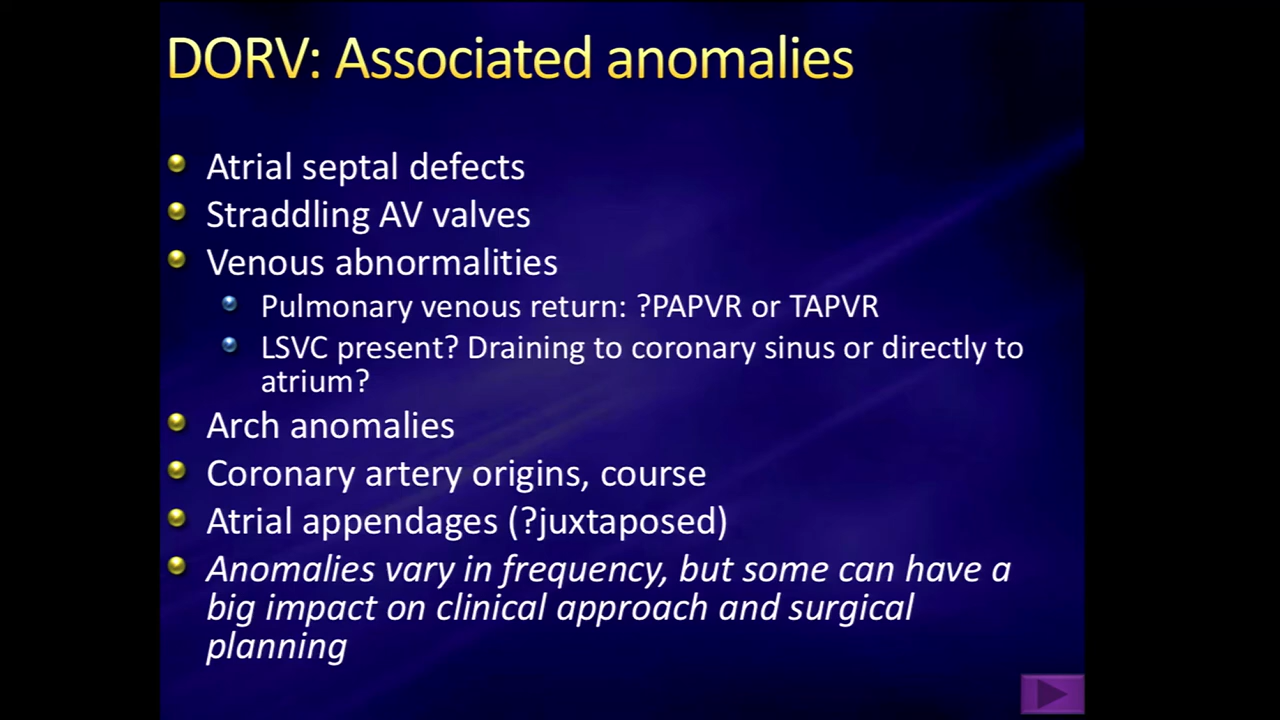 DORV: Associated anomalies
Atrial septal defects
Straddling AV valves
Venous abnormalities
Pulmonary venous return: ?PAPVR or TAPVR
LSVC present? Draining to coronary sinus or directly to
atrium?
Arch anomalies
Coronary artery origins, course
Atrial appendages (?juxtaposed)
Anomalies vary in frequency, but some can have a
big impact on clinical approach and surgical
planning